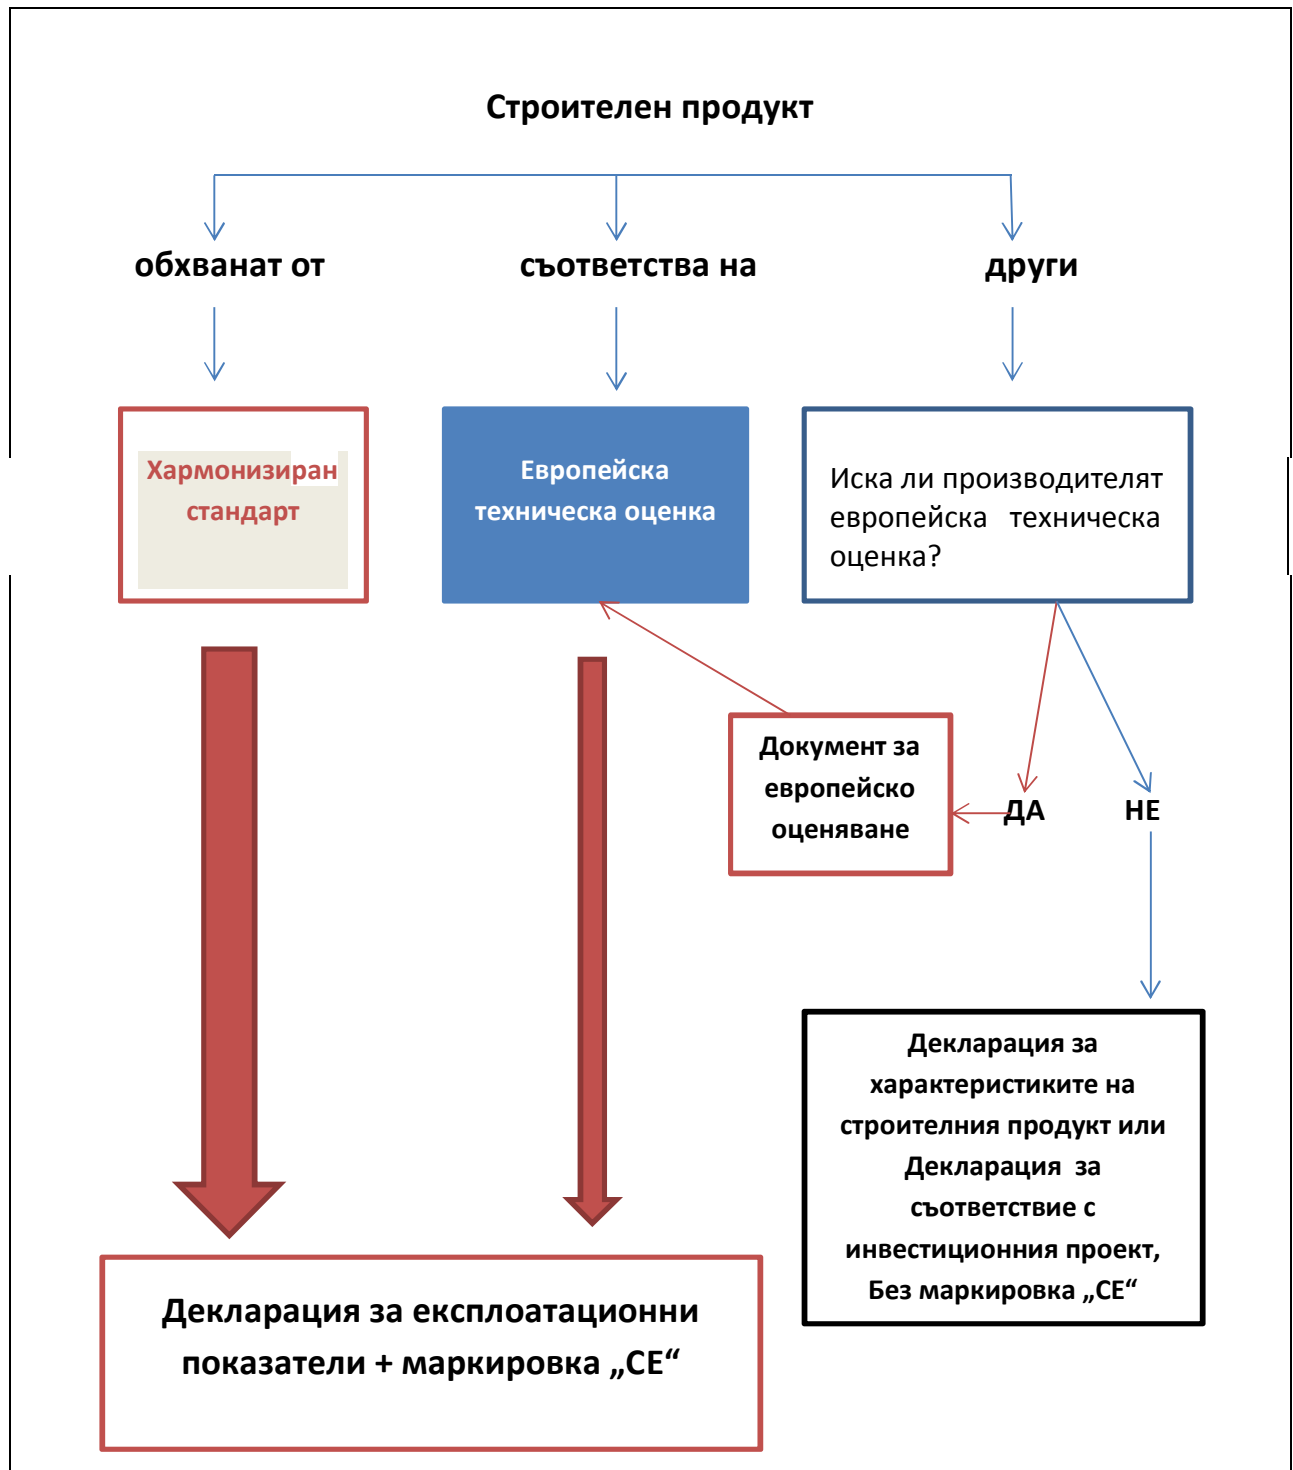 Строителен продукт
обхванат от
съответства на
други
Хармонизиран
стандарт
Европейска
техническа оценка
Иска ли производителят
европейска техническа
оценка?
Документ за
европейско
оценяване
ДА
НЕ
Декларация за
характеристиките на
строителния продукт или
Декларация за
съответствие с
инвестиционния проект,
Без маркировка „СЕ“
Декларация за експлоатационни
показатели + маркировка „СЕ“